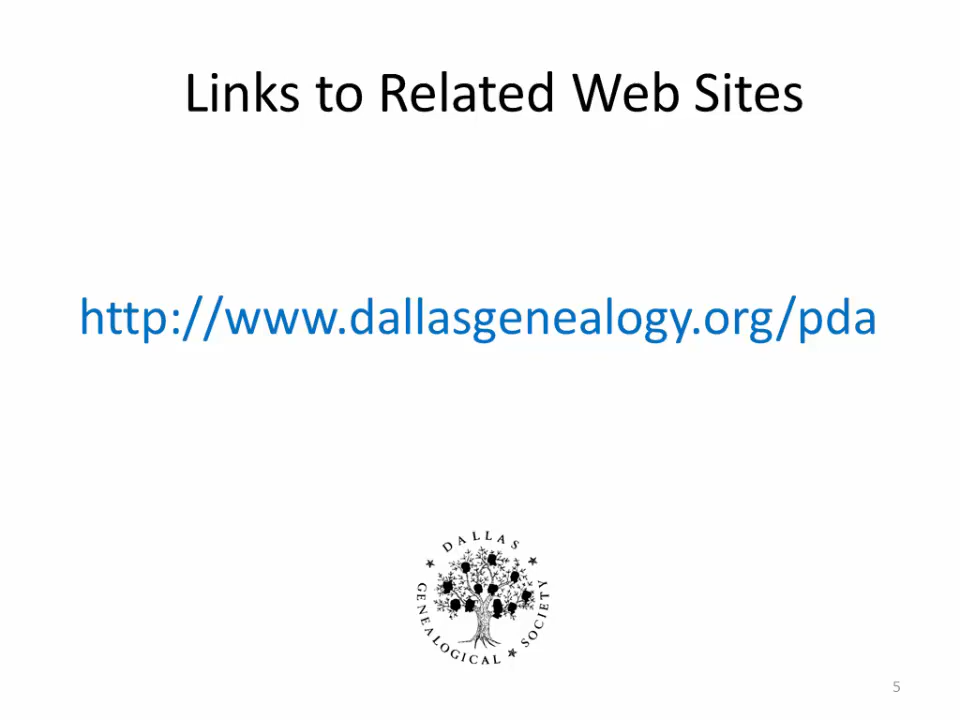 Links to Related Web Sites
http://www.dallasgenealogy.org/pda
DALLAS
GENEALOGICAL
SOCIETY
5